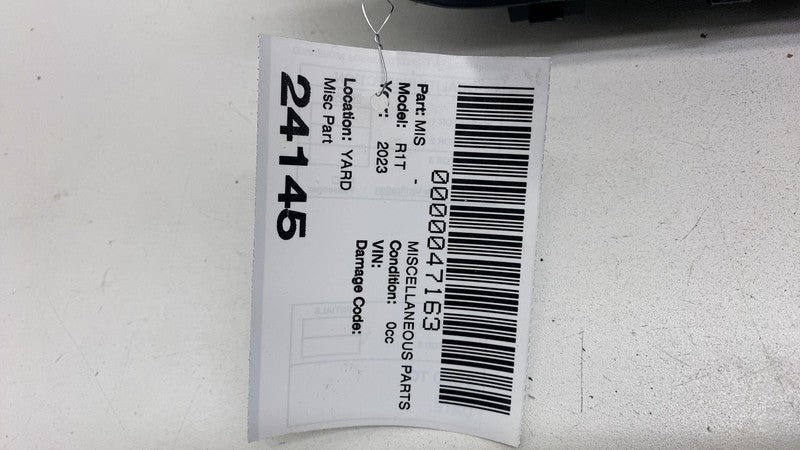 0000047163
Part: MIS - MISCELLANEOUS PARTS
Model: R1T Condition: 0cc
2023 VIN:
Damage Code:
Location: YARD
Misc Part
24145